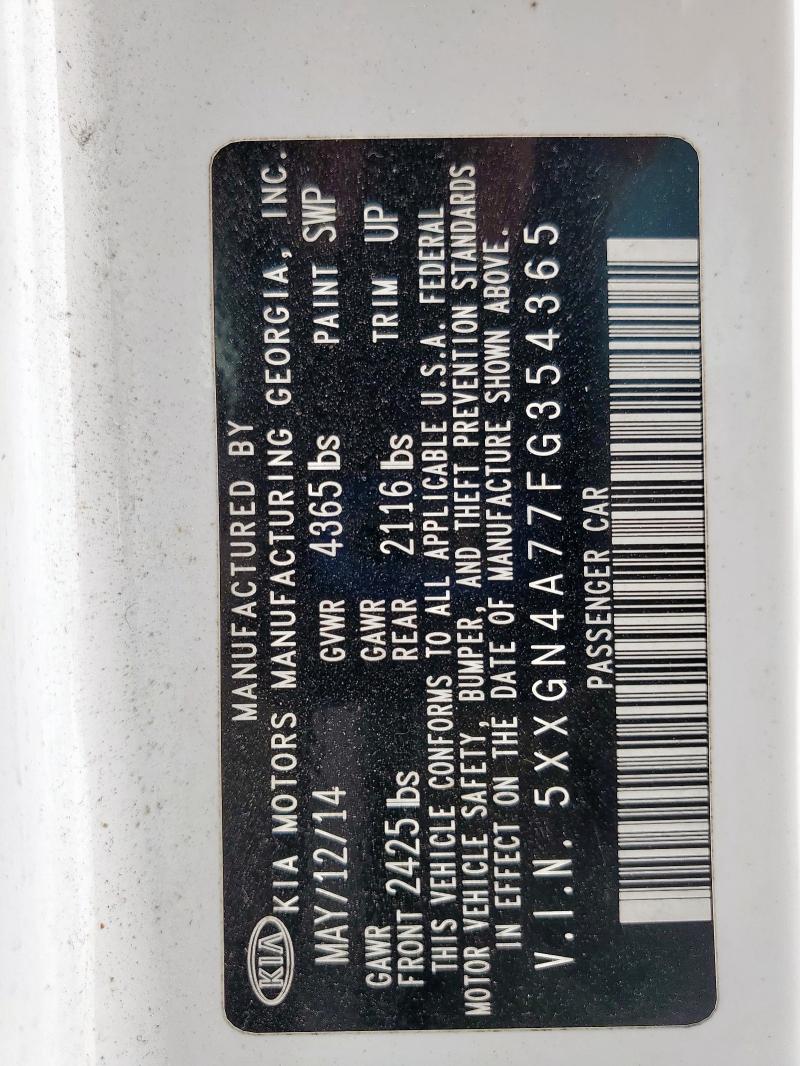 MANUFACTURED BY
KIA KIA MOTORS MANUFACTURING GEORGIA, INC.
MAY/12/14 GVWR 4365 lbs PAINT SWP
GAWR FRONT 2425 lbs GAWR REAR 2116 lbs TRIM UP
THIS VEHICLE CONFORMS TO ALL APPLICABLE U.S.A. FEDERAL
MOTOR VEHICLE SAFETY, BUMPER, AND THEFT PREVENTION STANDARDS
IN EFFECT ON THE DATE OF MANUFACTURE SHOWN ABOVE.
V.I.N. 5XXGN4A77FG354365
PASSENGER CAR